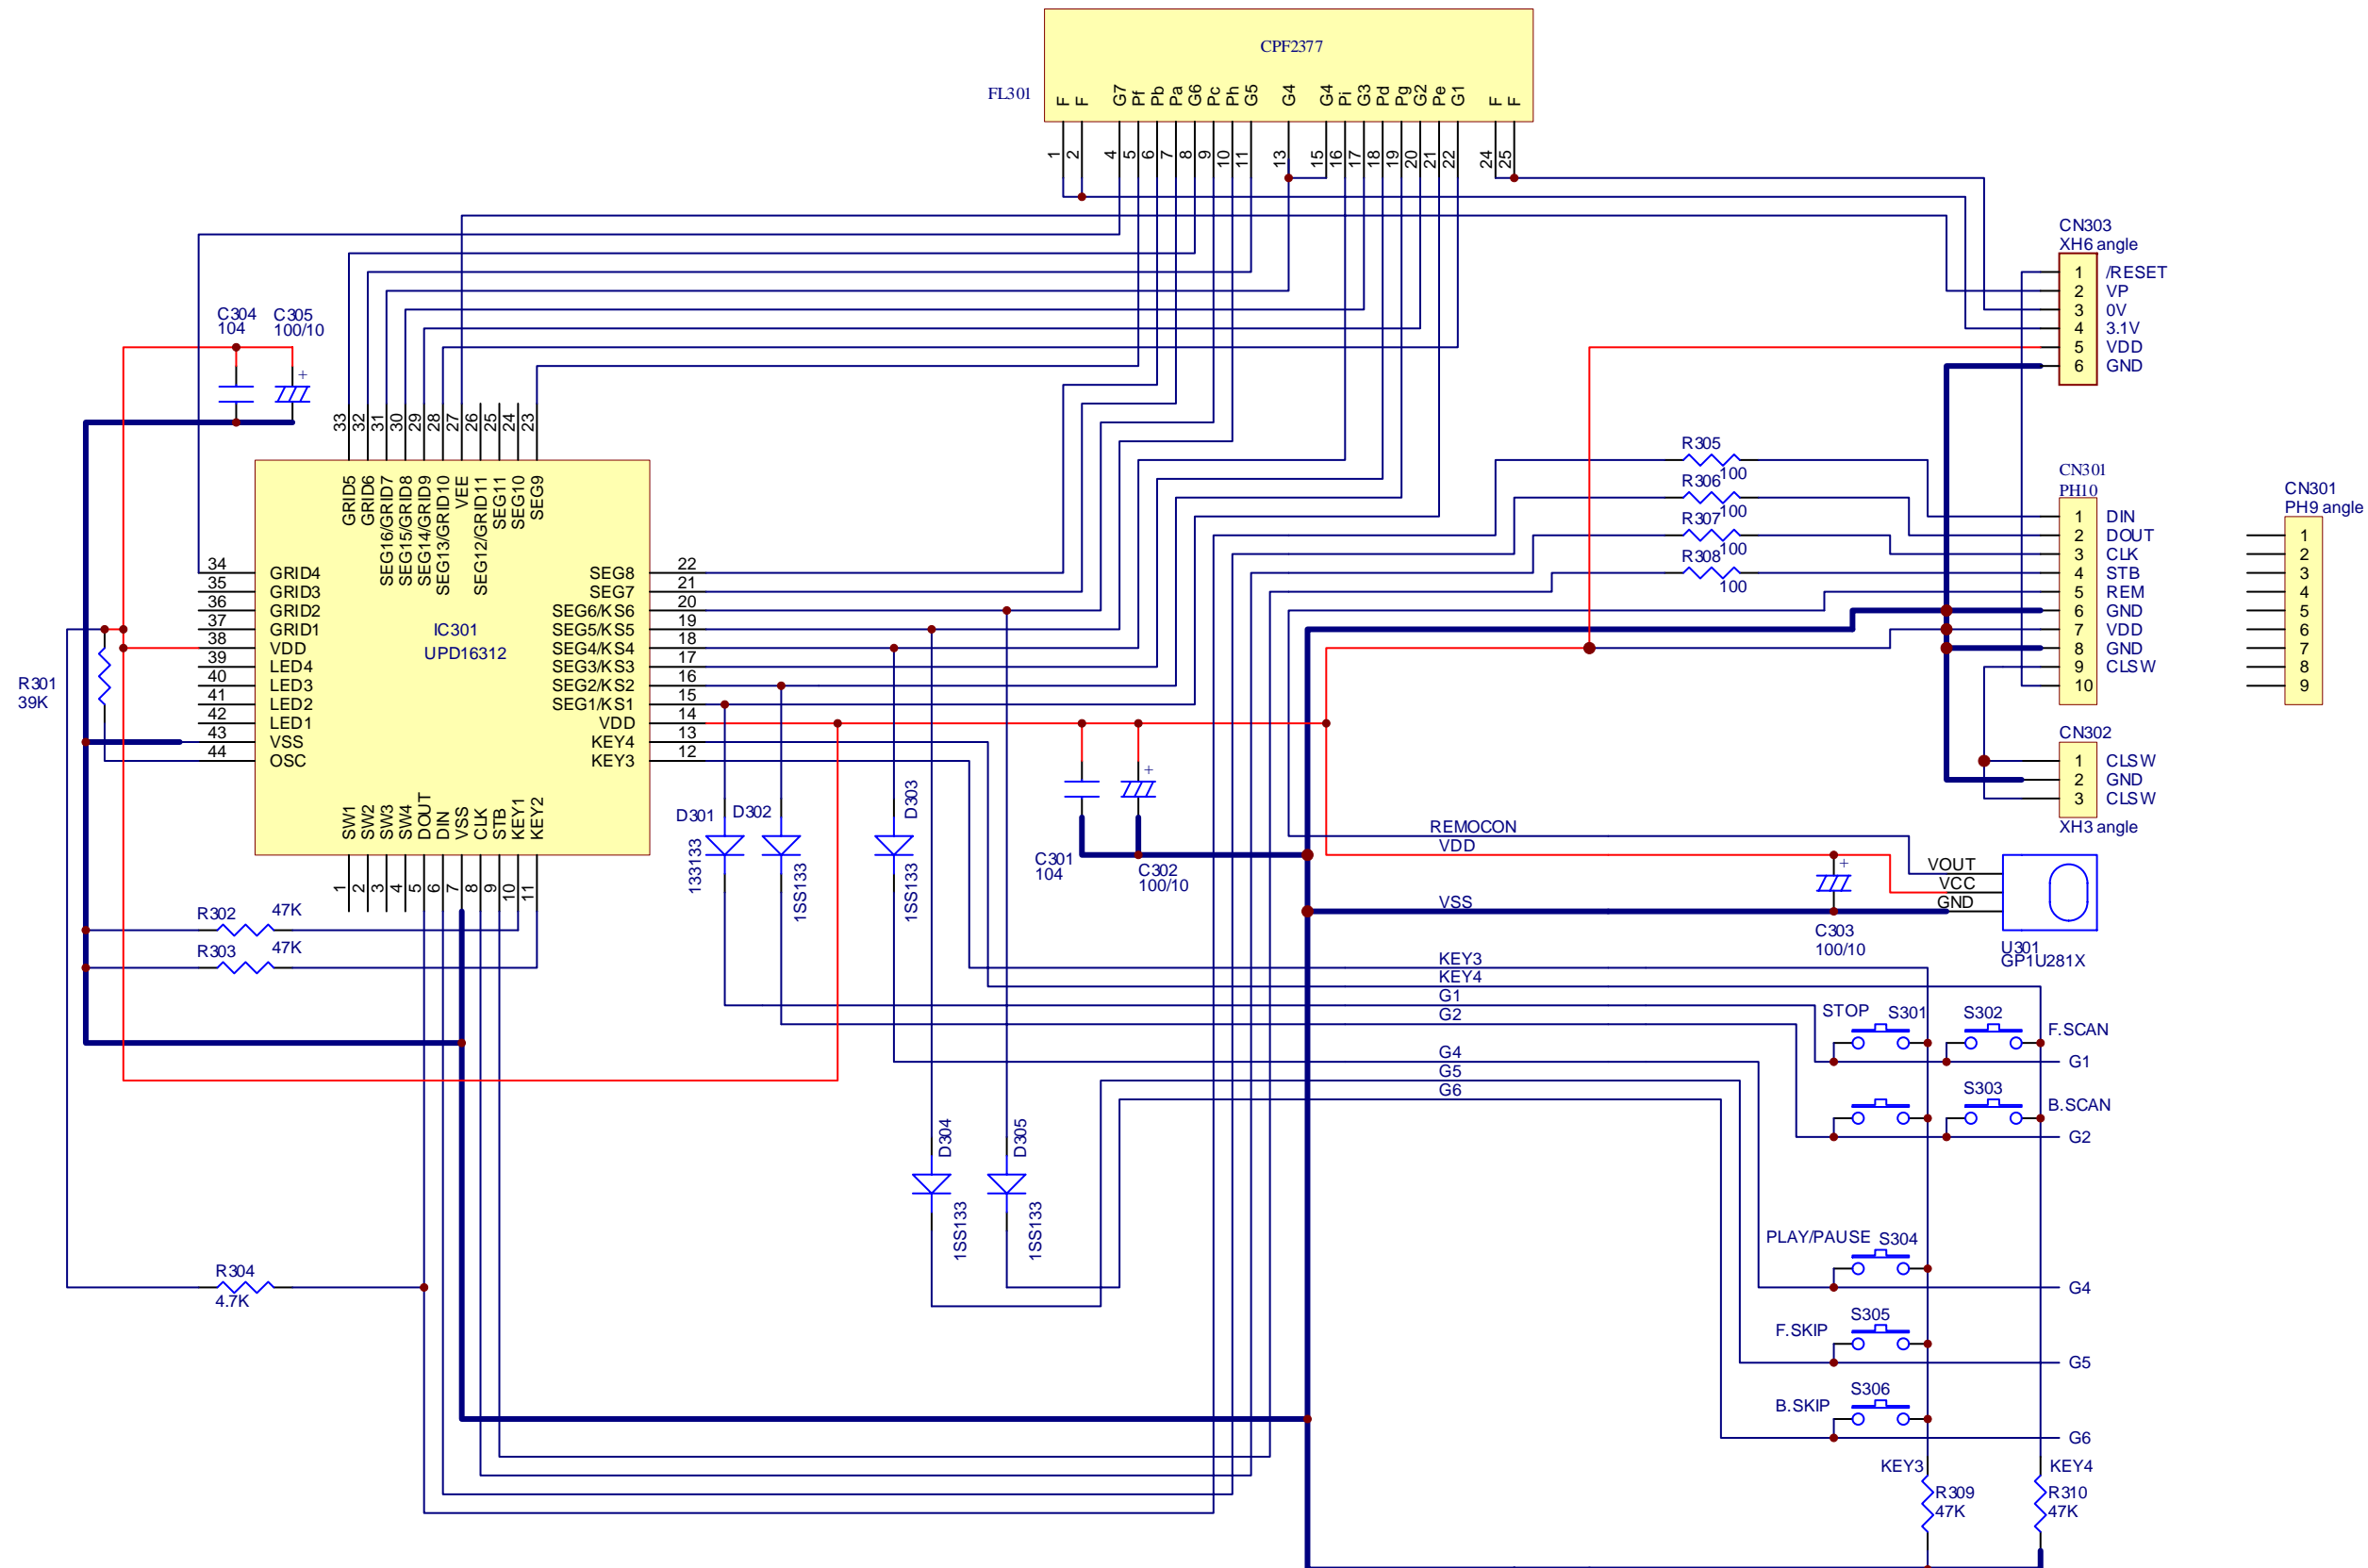 CPF2377
FL301
F
F
G7
Pf
Pb
Pa
G6
Pc
Ph
G5
G4
G4
Pi
G3
Pd
Pg
G2
Pe
G1
F
F
1
2
4
5
6
7
8
9
10
11
13
15
16
17
18
19
20
21
22
24
25
CN303
XH6 angle
1 /RESET
2 VP
3 0V
4 3.1V
5 VDD
6 GND
C304
104
C305
100/10
+
33
32
31
30
29
28
27
26
25
24
23
GRID5
GRID6
SEG16/GRID7
SEG15/GRID8
SEG14/GRID9
SEG13/GRID10
VEE
SEG12/GRID11
SEG11
SEG10
SEG9
34 GRID4
35 GRID3
36 GRID2
37 GRID1
38 VDD
39 LED4
40 LED3
41 LED2
42 LED1
43 VSS
44 OSC
IC301
UPD16312
SEG8 22
SEG7 21
SEG6/KS6 20
SEG5/KS5 19
SEG4/KS4 18
SEG3/KS3 17
SEG2/KS2 16
SEG1/KS1 15
VDD 14
KEY4 13
KEY3 12
SW1
SW2
SW3
SW4
DOUT
DIN
VSS
CLK
STB
KEY1
KEY2
1
2
3
4
5
6
7
8
9
10
11
R301
39K
R302 47K
R303 47K
R304
4.7K
R305
100
R306
100
R307
100
R308
100
CN301
PH10
1 DIN
2 DOUT
3 CLK
4 STB
5 REM
6 GND
7 VDD
8 GND
9 CLSW
10
CN301
PH9 angle
1
2
3
4
5
6
7
8
9
CN302
1 CLSW
2 GND
3 CLSW
XH3 angle
D301
133133
D302
1SS133
D303
1SS133
C301
104
+
C302
100/10
REMOCON
VDD
VSS
+
C303
100/10
VOUT
VCC
GND
U301
GP1U281X
KEY3
KEY4
G1
G2
G4
G5
G6
STOP S301
S302
F.SCAN
G1
S303
B.SCAN
G2
D304
1SS133
D305
1SS133
PLAY/PAUSE S304
G4
S305
F.SKIP
G5
S306
B.SKIP
G6
KEY3
KEY4
R309
47K
R310
47K